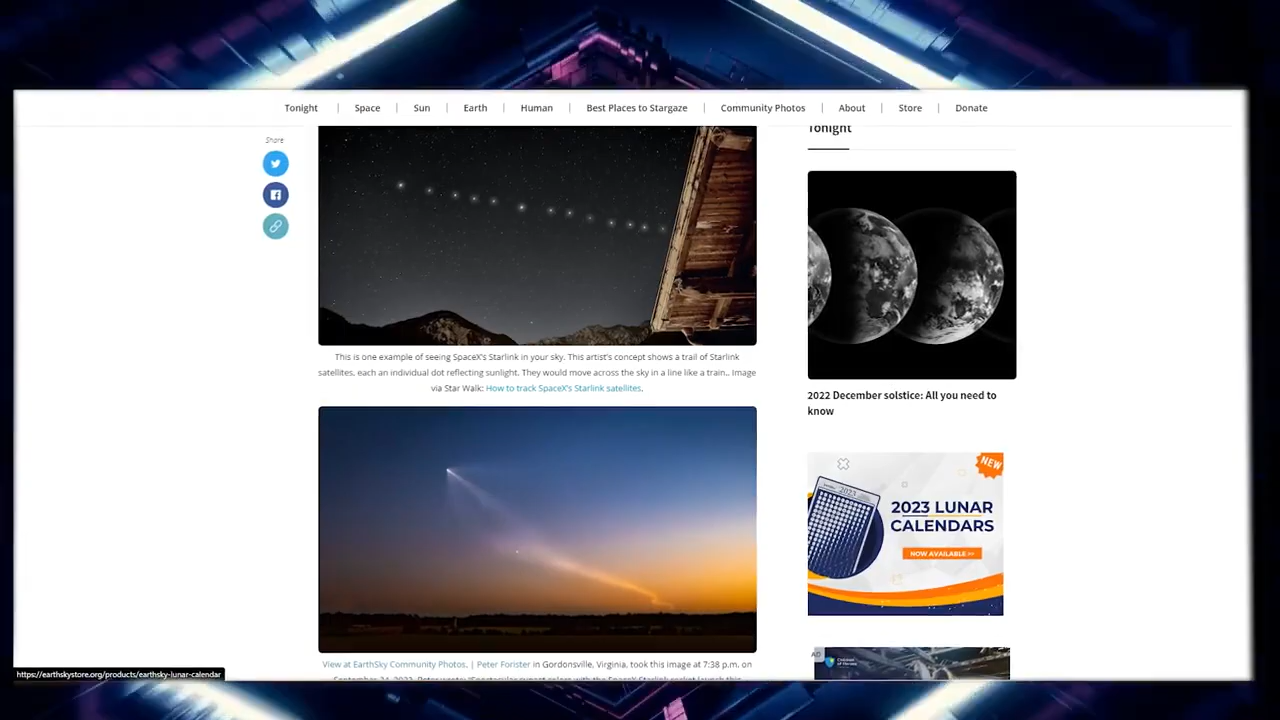 Tonight
Space
Sun
Earth
Human
Best Places to Stargaze
Community Photos
About
Store
Donate
Share
This is one example of seeing SpaceX's Starlink in your sky. This artist's concept shows a trail of Starlink
satellites, each an individual dot reflecting sunlight. They would move across the sky in a line like a train.. Image
via Star Walk: How to track SpaceX's Starlink satellites.
View at EarthSky Community Photos. | Peter Forister in Gordonsville, Virginia, took this image at 7:38 p.m. on
Tonight
2022 December solstice: All you need to
know
NEW
2023
2023 LUNAR
CALENDARS
NOW AVAILABLE >>
AD
https://earthskystore.org/products/earthsky-lunar-calendar